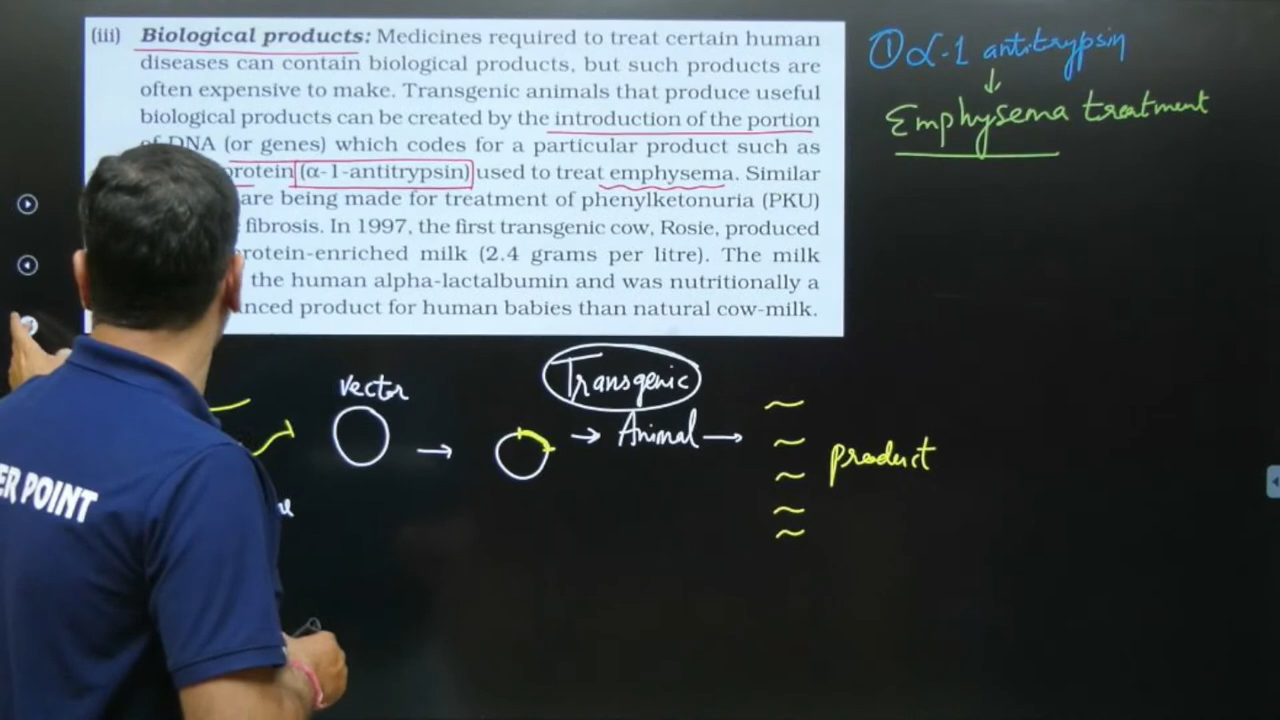 (iii) Biological products: Medicines required to treat certain human
diseases can contain biological products, but such products are
often expensive to make. Transgenic animals that produce useful
biological products can be created by the introduction of the portion
of DNA (or genes) which codes for a particular product such as
protein (α-1-antitrypsin) used to treat emphysema. Similar
are being made for treatment of phenylketonuria (PKU)
fibrosis. In 1997, the first transgenic cow, Rosie, produced
protein-enriched milk (2.4 grams per litre). The milk
the human alpha-lactalbumin and was nutritionally a
nced product for human babies than natural cow-milk.
① α-1 antitrypsin
↓
Emphysema treatment
vector
Transgenic
→ Animal →
product
ER POINT